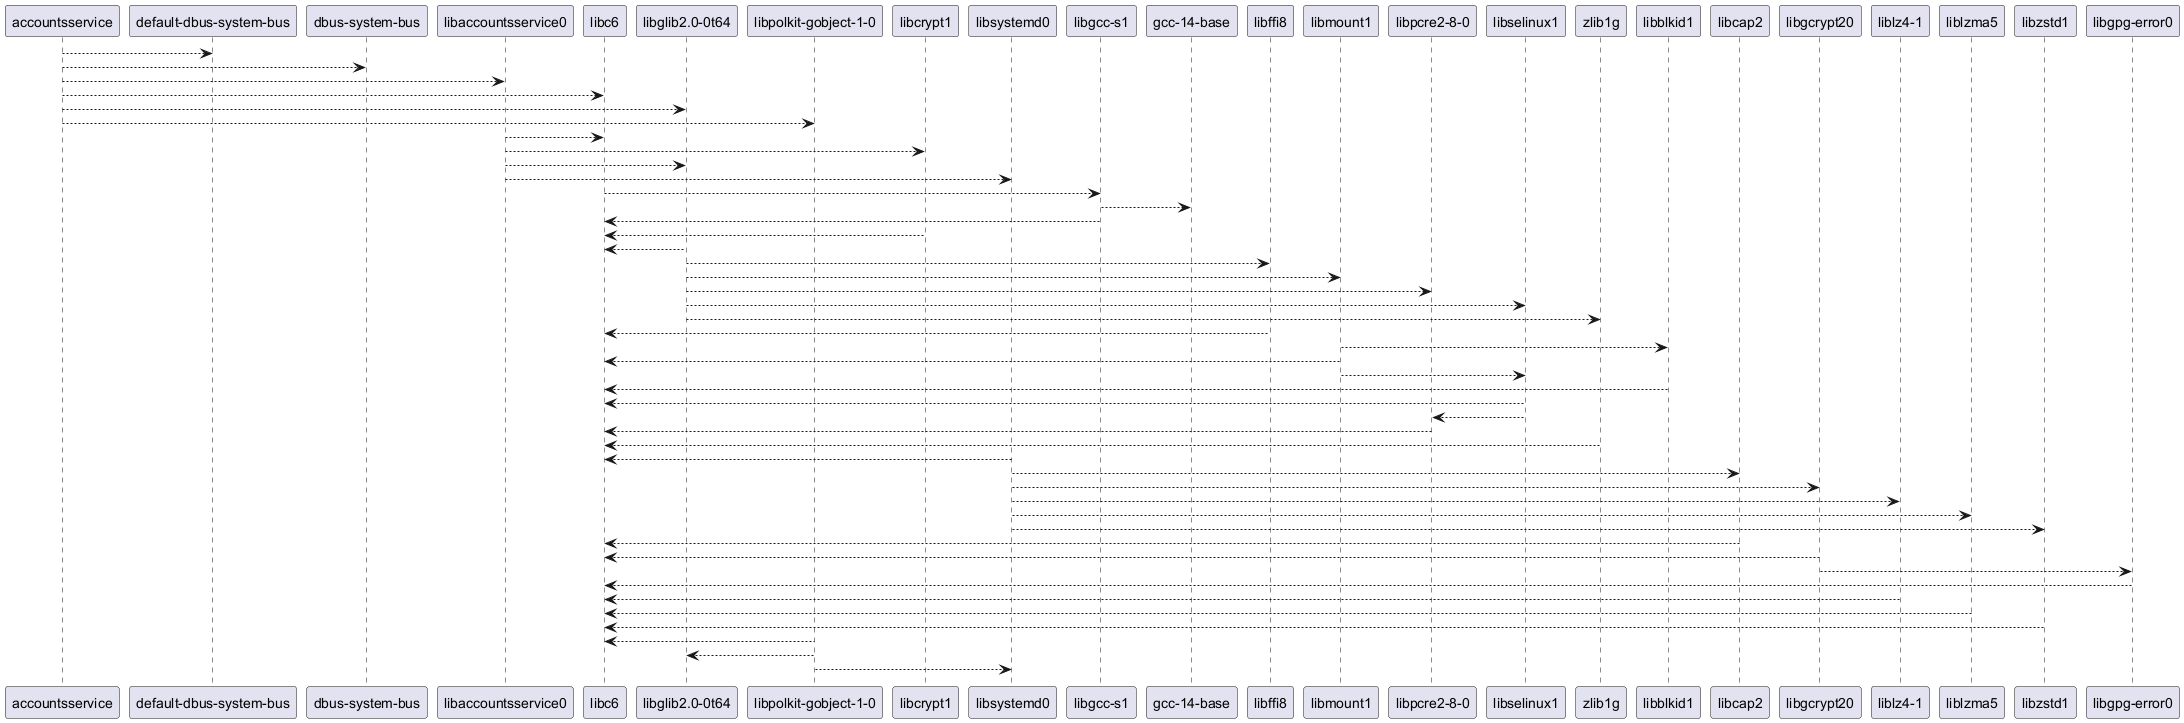 accountsservice default-dbus-system-bus dbus-system-bus libaccountsservice0 libc6 libglib2.0-0t64 libpolkit-gobject-1-0 libcrypt1 libsystemd0 libgcc-s1 gcc-14-base libffi8 libmount1 libpcre2-8-0 libselinux1 zlib1g libblkid1 libcap2 libgcrypt20 liblz4-1 liblzma5 libzstd1 libgpg-error0
accountsservice default-dbus-system-bus dbus-system-bus libaccountsservice0 libc6 libglib2.0-0t64 libpolkit-gobject-1-0 libcrypt1 libsystemd0 libgcc-s1 gcc-14-base libffi8 libmount1 libpcre2-8-0 libselinux1 zlib1g libblkid1 libcap2 libgcrypt20 liblz4-1 liblzma5 libzstd1 libgpg-error0